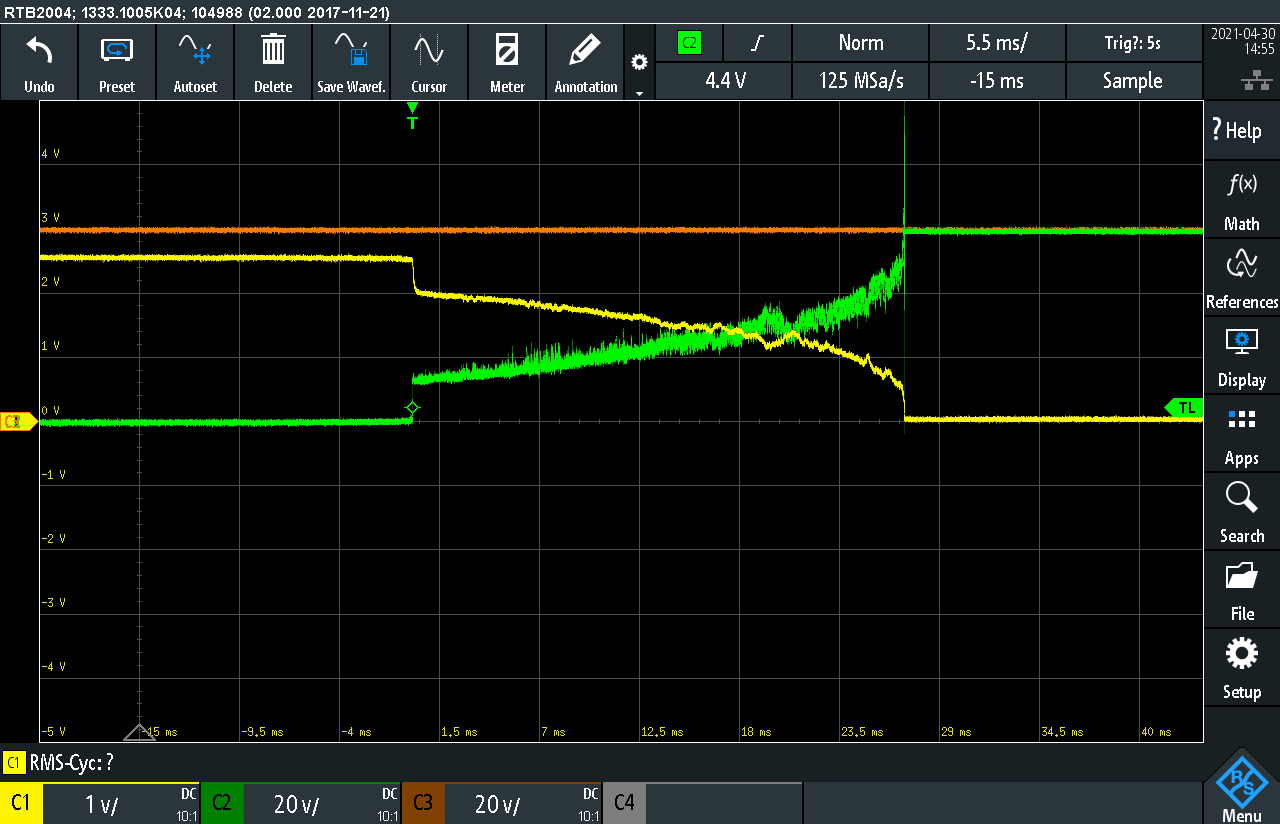 RTB2004; 1333.1005K04; 104988 (02.000 2017-11-21)
Undo
Preset
Autoset
Delete
Save Wavef.
Cursor
Meter
Annotation
C2
Norm
5.5 ms/
Trig?: 5s
4.4 V
125 MSa/s
-15 ms
Sample
2021-04-30
14:55
T
4 V
3 V
2 V
1 V
0 V
-1 V
-2 V
-3 V
-4 V
-5 V
TL
-15 ms
-9.5 ms
-4 ms
1.5 ms
7 ms
12.5 ms
18 ms
23.5 ms
29 ms
34.5 ms
40 ms
? Help
f(x)
Math
References
Display
Apps
Search
File
Setup
R&S
Menu
C1 RMS-Cyc: ?
C1 1 V/ DC 10:1
C2 20 V/ DC 10:1
C3 20 V/ DC 10:1
C4